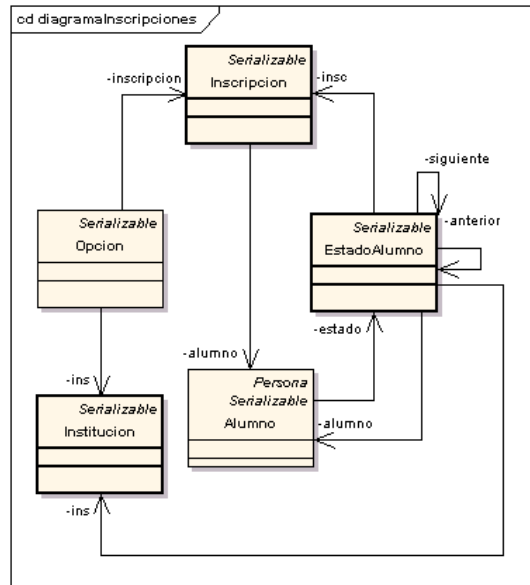 cd diagramaInscripciones
Serializable
Inscripcion
-inscripcion
-insc
-siguiente
-anterior
Serializable
Opcion
Serializable
EstadoAlumno
-estado
-alumno
-ins
Persona
Serializable
Alumno
-alumno
Serializable
Institucion
-ins